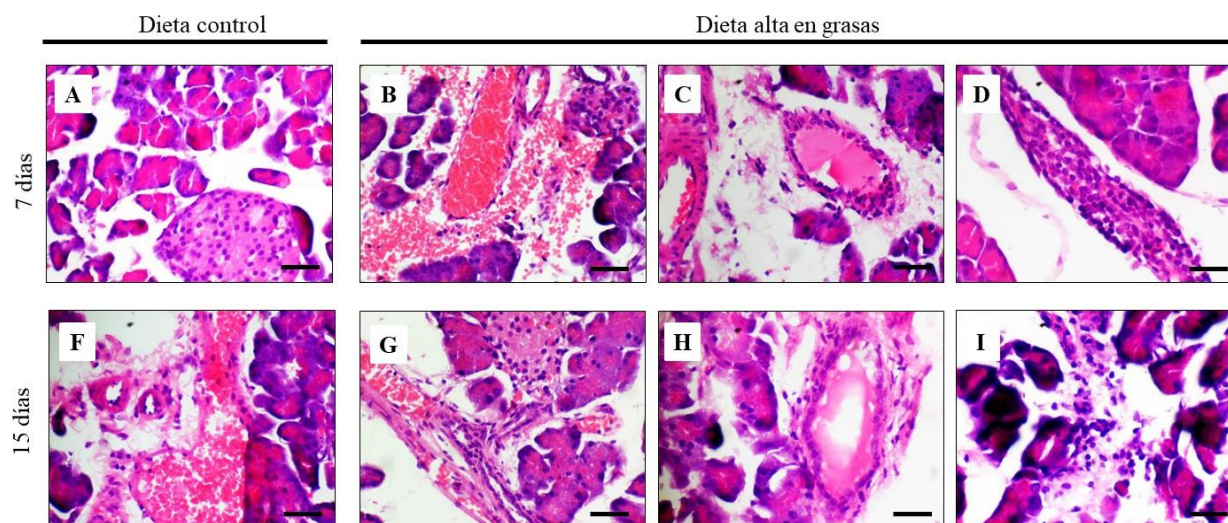 Dieta control
Dieta alta en grasas
7 días
A
B
C
D
15 días
F
G
H
I